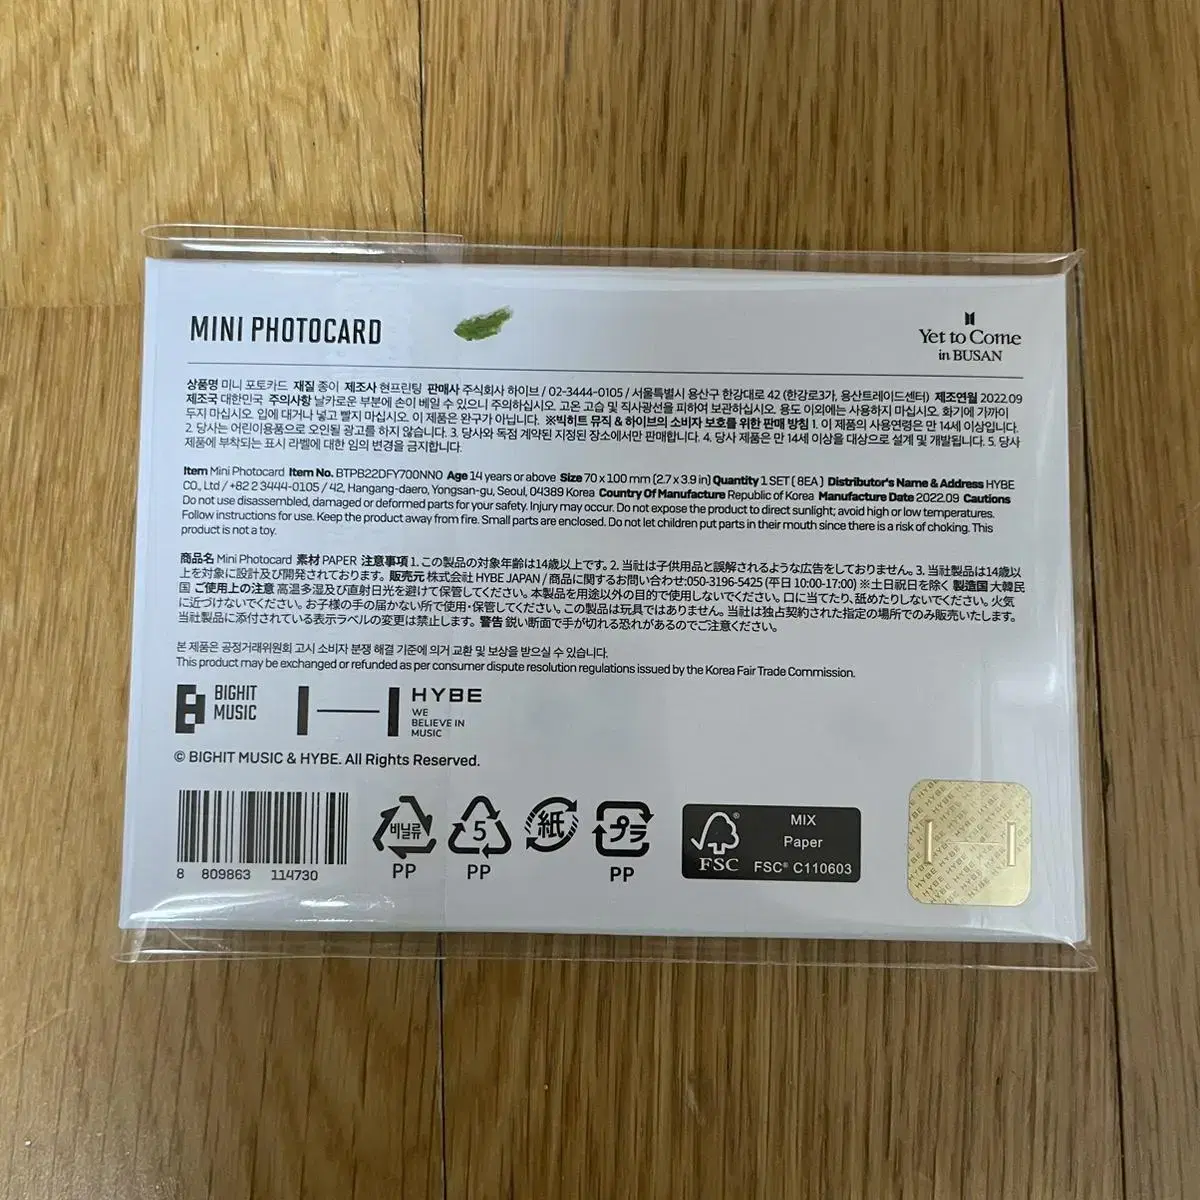 MINI PHOTOCARD
Yet to Come
in BUSAN
상품명 미니 포토카드 재질 종이 제조사 현프린팅 판매사 주식회사 하이브 / 02-3444-0105 / 서울특별시 용산구 한강대로 42 (한강로3가, 용산트레이드센터) 제조연월 2022.09
제조국 대한민국 주의사항 날카로운 부분에 손이 베일 수 있으니 주의하십시오. 고온 고습 및 직사광선을 피하여 보관하십시오. 용도 이외에는 사용하지 마십시오. 화기에 가까이
두지 마십시오. 입에 대거나 넣고 빨지 마십시오. 이 제품은 완구가 아닙니다. ※빅히트 뮤직 & 하이브의 소비자 보호를 위한 판매 방침 1. 이 제품의 사용연령은 만 14세 이상입니다.
2. 당사는 어린이용품으로 오인될 광고를 하지 않습니다. 3. 당사와 독점 계약된 지정된 장소에서만 판매합니다. 4. 당사 제품은 만 14세 이상을 대상으로 설계 및 개발됩니다. 5. 당사
제품에 부착되는 표시 라벨에 대한 임의 변경을 금지합니다.
Item Mini Photocard Item No. BTPB22DFY700NN0 Age 14 years or above Size 70 x 100 mm (2.7 x 3.9 in) Quantity 1 SET ( 8EA ) Distributor's Name & Address HYBE
CO., Ltd / +82 2 3444-0105 / 42, Hangang-daero, Yongsan-gu, Seoul, 04389 Korea Country Of Manufacture Republic of Korea Manufacture Date 2022.09 Cautions
Do not use disassembled, damaged or deformed parts for your safety. Injury may occur. Do not expose the product to direct sunlight; avoid high or low temperatures.
Follow instructions for use. Keep the product away from fire. Small parts are enclosed. Do not let children put parts in their mouth since there is a risk of choking. This
product is not a toy.
商品名 Mini Photocard 素材 PAPER 注意事項 1. この製品の対象年齢は14歳以上です。2. 当社は子供用品と誤解されるような広告をしておりません。3. 当社製品は14歳以
上を対象に設計及び開発されております。販売元 株式会社 HYBE JAPAN / 商品に関するお問い合わせ:050-3196-5425 (平日 10:00-17:00) ※土日祝日を除く 製造国 大韓民
国 ご使用上の注意 高温多湿及び直射日光を避けて保管してください。本製品を用途以外の目的で使用しないでください。口に当てたり、舐めたりしないでください。火気
に近づけないでください。お子様の手の届かない所で使用・保管してください。この製品は玩具ではありません。当社は独占契約された指定の場所でのみ販売いたします。
当社製品に添付されている表示ラベルの変更は禁止します。警告 鋭い断面で手が切れる恐れがあるのでご注意ください。
본 제품은 공정거래위원회 고시 소비자 분쟁 해결 기준에 의거 교환 및 보상을 받으실 수 있습니다.
This product may be exchanged or refunded as per consumer dispute resolution regulations issued by the Korea Fair Trade Commission.
BIGHIT
MUSIC
HYBE
WE
BELIEVE IN
MUSIC
© BIGHIT MUSIC & HYBE. All Rights Reserved.
8 809863 114730
비닐류
PP
5
PP
紙
プラ
PP
FSC®
MIX
Paper
FSC® C110603
HYBE HYBE HYBE